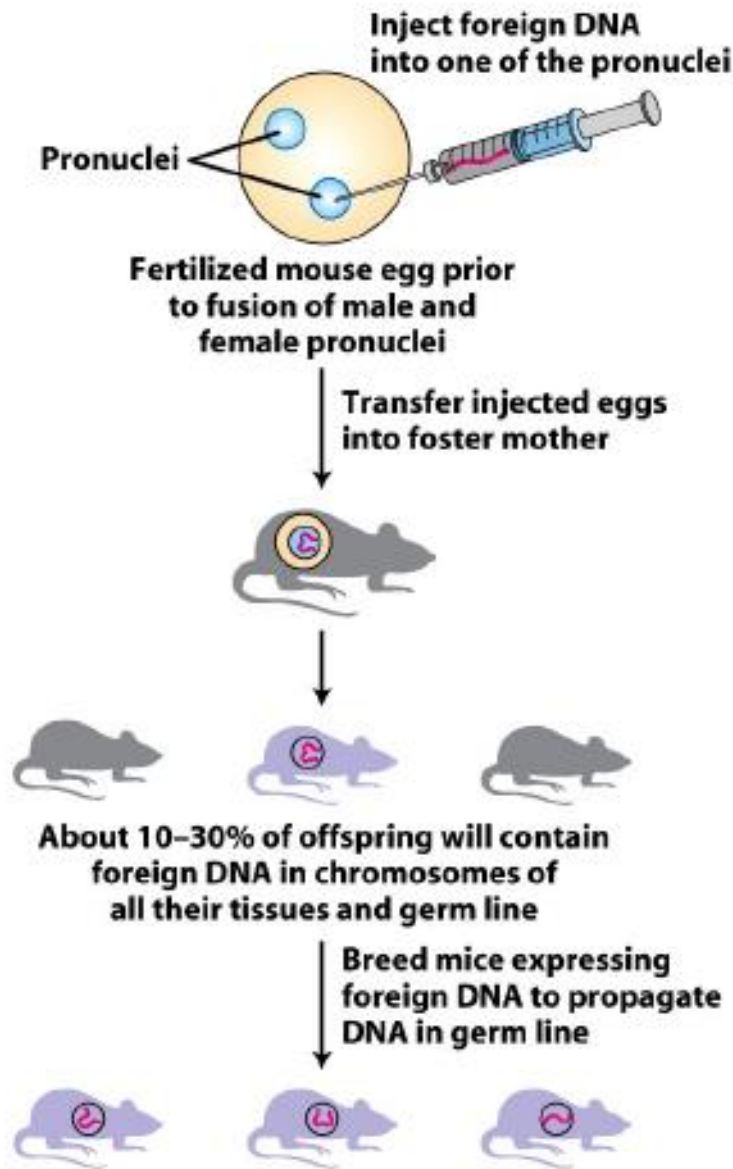 Inject foreign DNA
into one of the pronuclei
Pronuclei
Fertilized mouse egg prior
to fusion of male and
female pronuclei
Transfer injected eggs
into foster mother
About 10–30% of offspring will contain
foreign DNA in chromosomes of
all their tissues and germ line
Breed mice expressing
foreign DNA to propagate
DNA in germ line